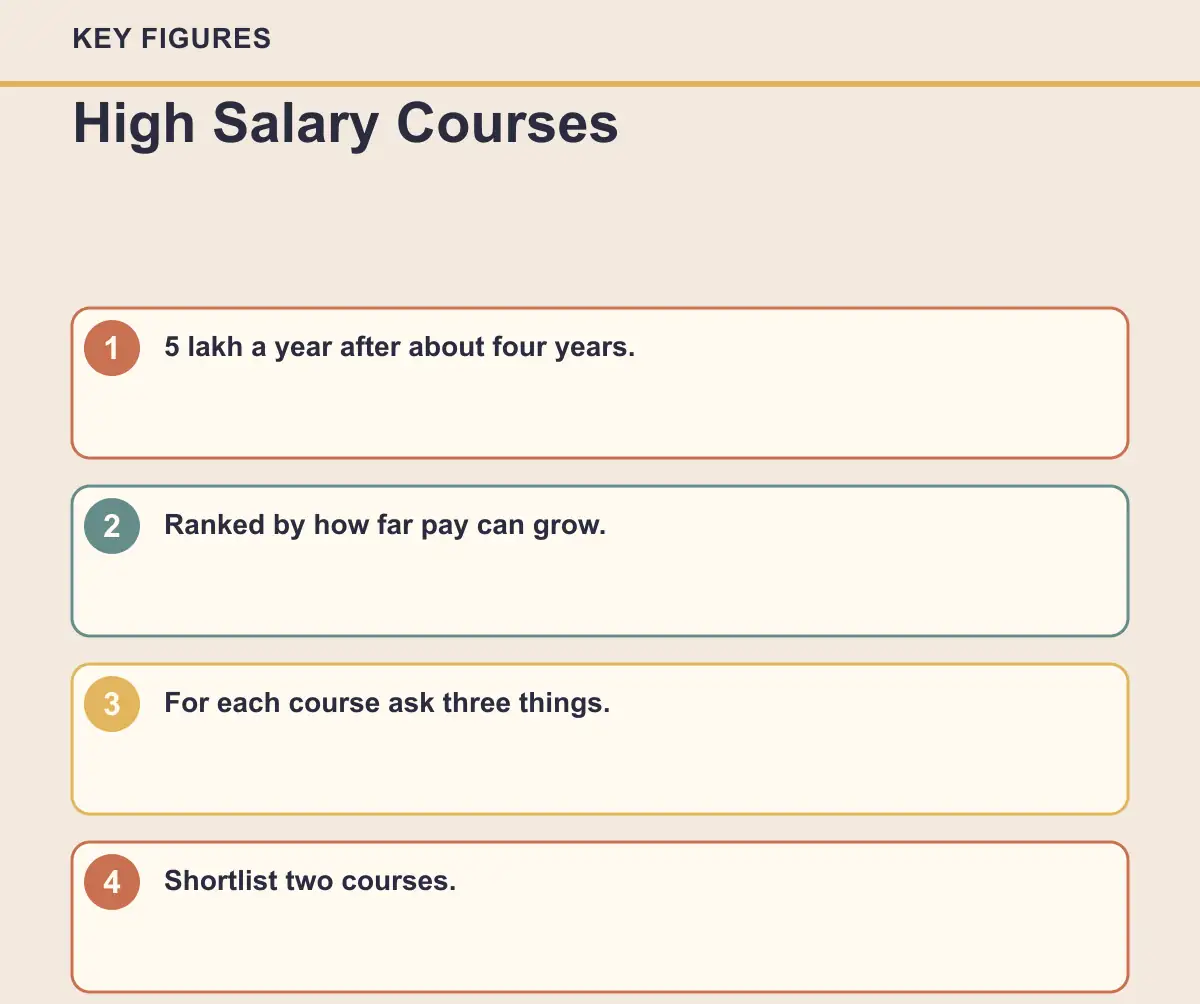 KEY FIGURES
High Salary Courses
1
5 lakh a year after about four years.
2
Ranked by how far pay can grow.
3
For each course ask three things.
4
Shortlist two courses.